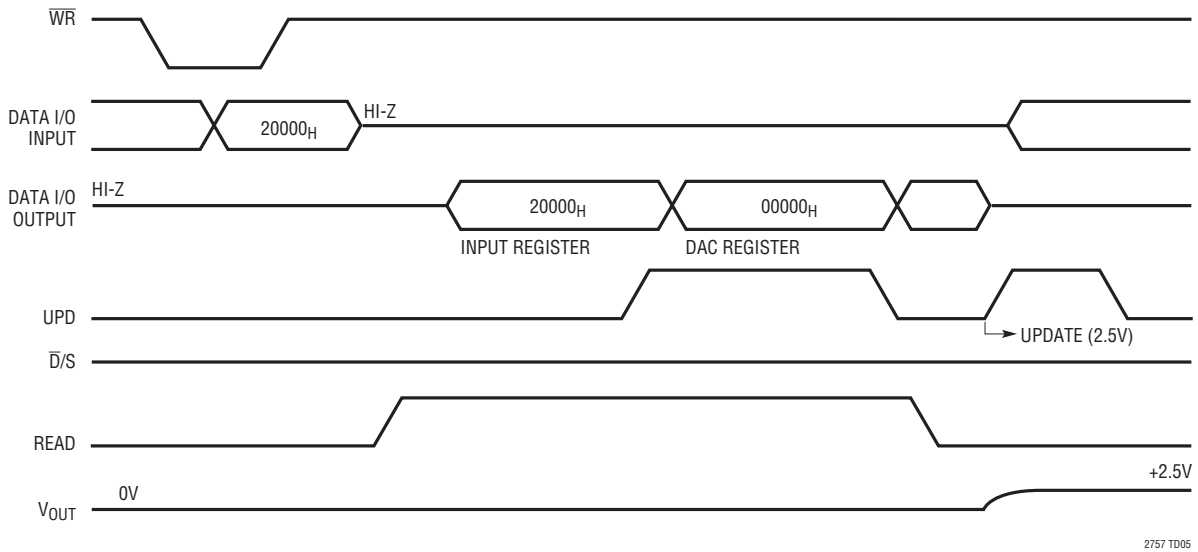 W̅R̅
DATA I/O
INPUT
20000H
HI-Z
DATA I/O
OUTPUT
HI-Z
20000H
00000H
INPUT REGISTER
DAC REGISTER
UPD
UPDATE (2.5V)
D̅/S
READ
VOUT
0V
+2.5V
2757 TD05